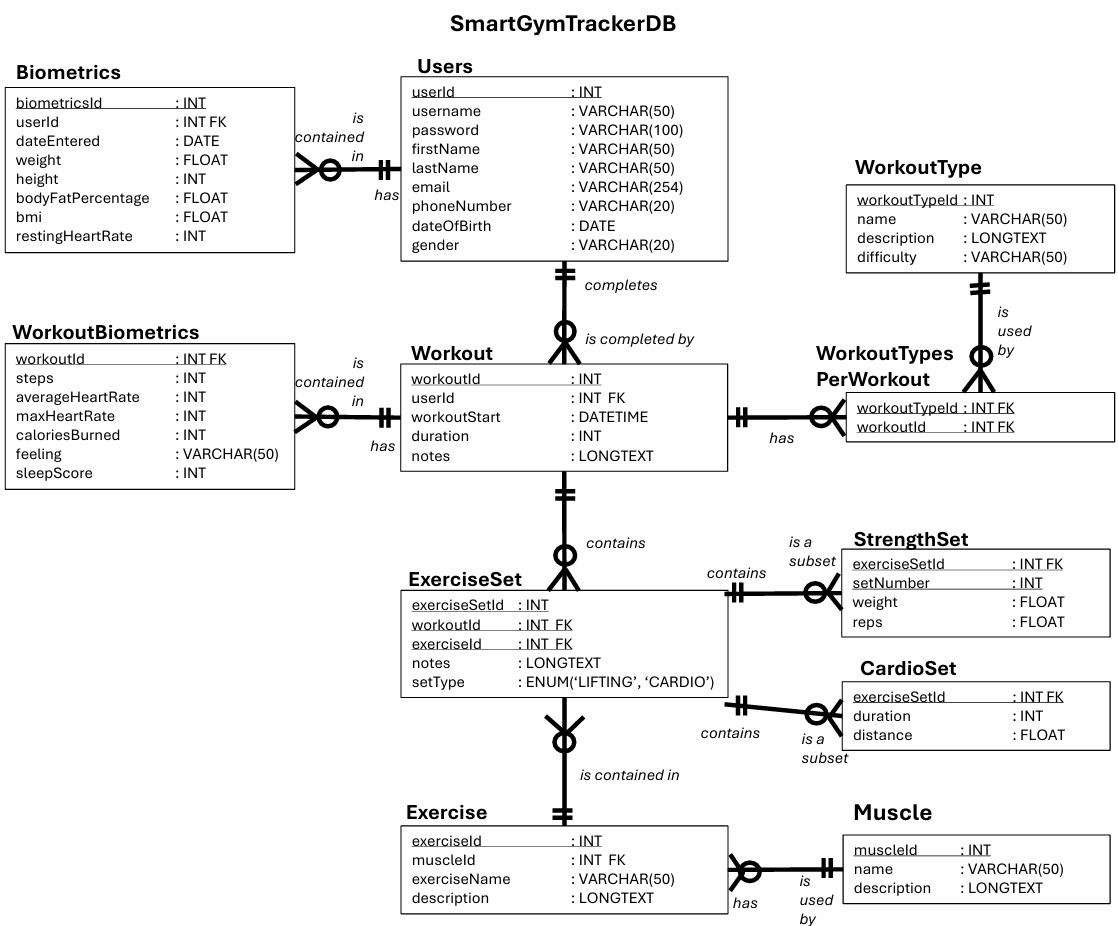 SmartGymTrackerDB
Biometrics
biometricsId : INT
userId : INT FK
dateEntered : DATE
weight : FLOAT
height : INT
bodyFatPercentage : FLOAT
bmi : FLOAT
restingHeartRate : INT
is
contained
in
has
Users
userId : INT
username : VARCHAR(50)
password : VARCHAR(100)
firstName : VARCHAR(50)
lastName : VARCHAR(50)
email : VARCHAR(254)
phoneNumber : VARCHAR(20)
dateOfBirth : DATE
gender : VARCHAR(20)
completes
is completed by
WorkoutType
workoutTypeId : INT
name : VARCHAR(50)
description : LONGTEXT
difficulty : VARCHAR(50)
is
used
by
WorkoutBiometrics
workoutId : INT FK
steps : INT
averageHeartRate : INT
maxHeartRate : INT
caloriesBurned : INT
feeling : VARCHAR(50)
sleepScore : INT
is
contained
in
has
Workout
workoutId : INT
userId : INT FK
workoutStart : DATETIME
duration : INT
notes : LONGTEXT
has
WorkoutTypes
PerWorkout
workoutTypeId : INT FK
workoutId : INT FK
contains
ExerciseSet
exerciseSetId : INT
workoutId : INT FK
exerciseId : INT FK
notes : LONGTEXT
setType : ENUM(‘LIFTING’, ‘CARDIO’)
contains
is a
subset
StrengthSet
exerciseSetId : INT FK
setNumber : INT
weight : FLOAT
reps : FLOAT
contains
is a
subset
CardioSet
exerciseSetId : INT FK
duration : INT
distance : FLOAT
is contained in
Exercise
exerciseId : INT
muscleId : INT FK
exerciseName : VARCHAR(50)
description : LONGTEXT
has
is
used
by
Muscle
muscleId : INT
name : VARCHAR(50)
description : LONGTEXT